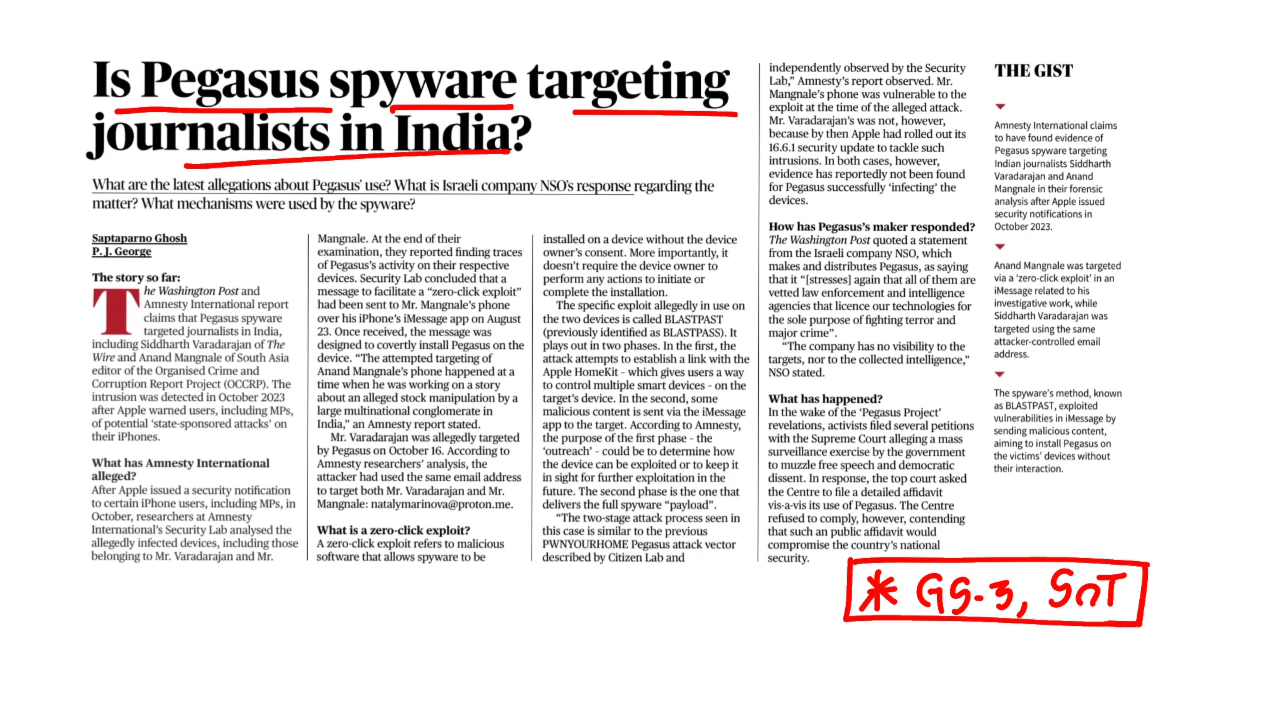 Is Pegasus spyware targeting
journalists in India?
What are the latest allegations about Pegasus' use? What is Israeli company NSO's response regarding the
matter? What mechanisms were used by the spyware?
Saptaparno Ghosh
P. J. George
The story so far:
The Washington Post and
Amnesty International report
claims that Pegasus spyware
targeted journalists in India,
including Siddharth Varadarajan of The
Wire and Anand Mangnale of South Asia
editor of the Organised Crime and
Corruption Report Project (OCCRP). The
intrusion was detected in October 2023
after Apple warned users, including MPs,
of potential ‘state-sponsored attacks’ on
their iPhones.
What has Amnesty International
alleged?
After Apple issued a security notification
to certain iPhone users, including MPs, in
October, researchers at Amnesty
International’s Security Lab analysed the
allegedly infected devices, including those
belonging to Mr. Varadarajan and Mr.
Mangnale. At the end of their
examination, they reported finding traces
of Pegasus’s activity on their respective
devices. Security Lab concluded that a
message to facilitate a “zero-click exploit”
had been sent to Mr. Mangnale’s phone
over his iPhone’s iMessage app on August
23. Once received, the message was
designed to covertly install Pegasus on the
device. “The attempted targeting of
Anand Mangnale’s phone happened at a
time when he was working on a story
about an alleged stock manipulation by a
large multinational conglomerate in
India,” an Amnesty report stated.
Mr. Varadarajan was allegedly targeted
by Pegasus on October 16. According to
Amnesty researchers’ analysis, the
attacker had used the same email address
to target both Mr. Varadarajan and Mr.
Mangnale: natalymarinova@proton.me.
What is a zero-click exploit?
A zero-click exploit refers to malicious
software that allows spyware to be
installed on a device without the device
owner’s consent. More importantly, it
doesn’t require the device owner to
perform any actions to initiate or
complete the installation.
The specific exploit allegedly in use on
the two devices is called BLASTPAST
(previously identified as BLASTPASS). It
plays out in two phases. In the first, the
attack attempts to establish a link with the
Apple HomeKit – which gives users a way
to control multiple smart devices – on the
target’s device. In the second, some
malicious content is sent via the iMessage
app to the target. According to Amnesty,
the purpose of the first phase – the
‘outreach’ – could be to determine how
the device can be exploited or to keep it
in sight for further exploitation in the
future. The second phase is the one that
delivers the full spyware “payload”.
“The two-stage attack process seen in
this case is similar to the previous
PWNYOURHOME Pegasus attack vector
described by Citizen Lab and
independently observed by the Security
Lab,” Amnesty’s report observed. Mr.
Mangnale’s phone was vulnerable to the
exploit at the time of the alleged attack.
Mr. Varadarajan’s was not, however,
because by then Apple had rolled out its
16.6.1 security update to tackle such
intrusions. In both cases, however,
evidence has reportedly not been found
for Pegasus successfully ‘infecting’ the
devices.
How has Pegasus’s maker responded?
The Washington Post quoted a statement
from the Israeli company NSO, which
makes and distributes Pegasus, as saying
that it “[stresses] again that all of them are
vetted law enforcement and intelligence
agencies that licence our technologies for
the sole purpose of fighting terror and
major crime”.
“The company has no visibility to the
targets, nor to the collected intelligence,”
NSO stated.
What has happened?
In the wake of the ‘Pegasus Project’
revelations, activists filed several petitions
with the Supreme Court alleging a mass
surveillance exercise by the government
to muzzle free speech and democratic
dissent. In response, the top court asked
the Centre to file a detailed affidavit
vis-a-vis its use of Pegasus. The Centre
refused to comply, however, contending
that such an public affidavit would
compromise the country’s national
security.
THE GIST
Amnesty International claims
to have found evidence of
Pegasus spyware targeting
Indian journalists Siddharth
Varadarajan and Anand
Mangnale in their forensic
analysis after Apple issued
security notifications in
October 2023.
Anand Mangnale was targeted
via a ‘zero-click exploit’ in an
iMessage related to his
investigative work, while
Siddharth Varadarajan was
targeted using the same
attacker-controlled email
address.
The spyware’s method, known
as BLASTPAST, exploited
vulnerabilities in iMessage by
sending malicious content,
aiming to install Pegasus on
the victims’ devices without
their interaction.
* GS-3, SnT